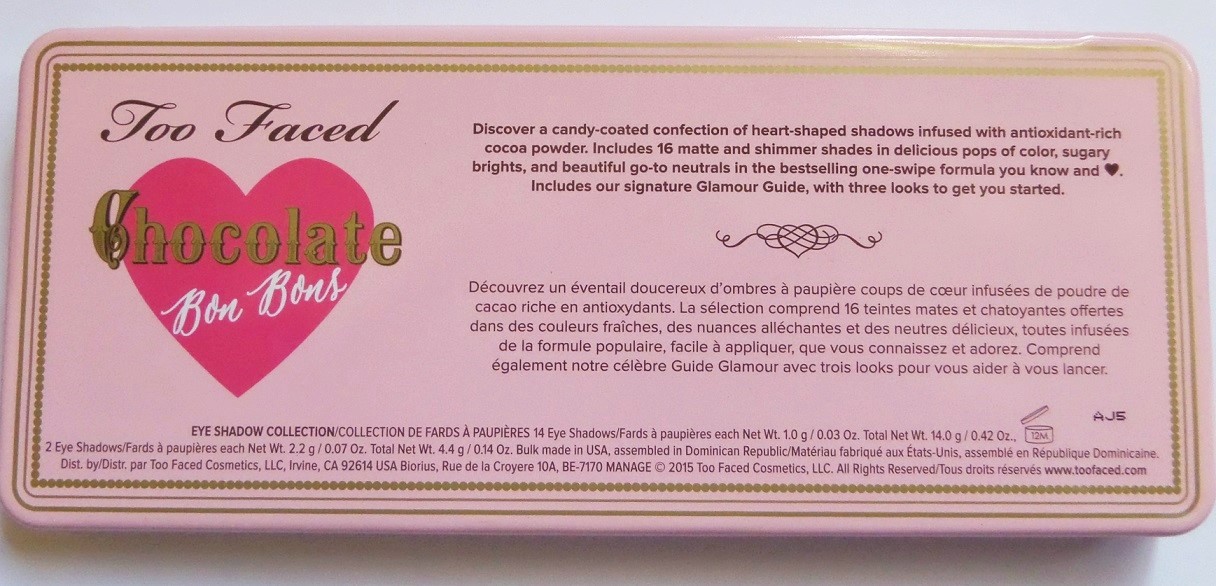 Too Faced
Chocolate
Bon Bons
Discover a candy-coated confection of heart-shaped shadows infused with antioxidant-rich
cocoa powder. Includes 16 matte and shimmer shades in delicious pops of color, sugary
brights, and beautiful go-to neutrals in the bestselling one-swipe formula you know and ♥.
Includes our signature Glamour Guide, with three looks to get you started.
Découvrez un éventail doucereux d'ombres à paupière coups de cœur infusées de poudre de
cacao riche en antioxydants. La sélection comprend 16 teintes mates et chatoyantes offertes
dans des couleurs fraîches, des nuances alléchantes et des neutres délicieux, toutes infusées
de la formule populaire, facile à appliquer, que vous connaissez et adorez. Comprend
également notre célèbre Guide Glamour avec trois looks pour vous aider à vous lancer.
AJ5
12M
EYE SHADOW COLLECTION/COLLECTION DE FARDS À PAUPIÈRES 14 Eye Shadows/Fards à paupières each Net Wt. 1.0 g / 0.03 Oz. Total Net Wt. 14.0 g / 0.42 Oz.,
2 Eye Shadows/Fards à paupières each Net Wt. 2.2 g / 0.07 Oz. Total Net Wt. 4.4 g / 0.14 Oz. Bulk made in USA, assembled in Dominican Republic/Matériau fabriqué aux États-Unis, assemblé en République Dominicaine.
Dist. by/Distr. par Too Faced Cosmetics, LLC, Irvine, CA 92614 USA Biorius, Rue de la Croyere 10A, BE-7170 MANAGE © 2015 Too Faced Cosmetics, LLC. All Rights Reserved/Tous droits réservés www.toofaced.com